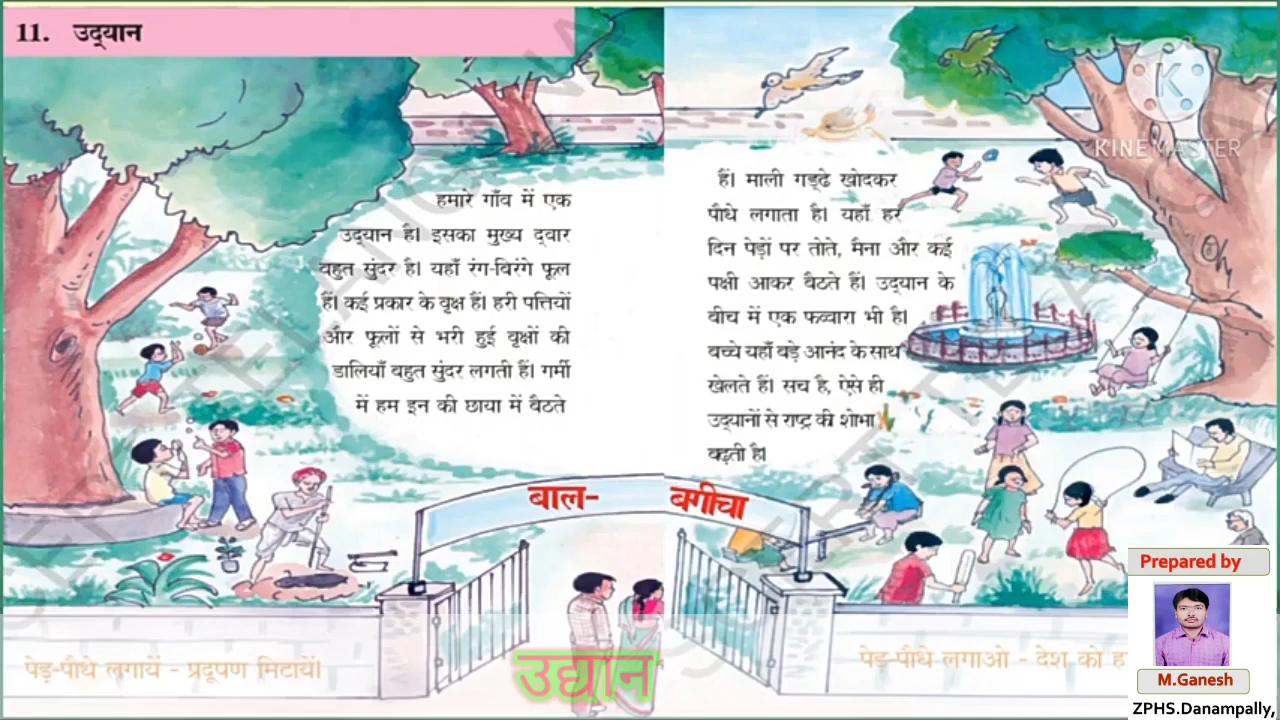 11. उद्‌यान
हमारे गाँव में एक
उद्‌यान है। इसका मुख्य द्‌वार
बहुत सुंदर है। यहाँ रंग-बिरंगे फूल
हैं। कई प्रकार के वृक्ष हैं। हरी पत्तियों
और फूलों से भरी हुई वृक्षों की
डालियाँ बहुत सुंदर लगती हैं। गर्मी
में हम इन की छाया में बैठते
हैं। माली गड्‌ढे खोदकर
पौधे लगाता है। यहाँ हर
दिन पेड़ों पर तोते, मैना और कई
पक्षी आकर बैठते हैं। उद्‌यान के
बीच में एक फव्वारा भी है।
बच्चे यहाँ बड़े आनंद के साथ
खेलते हैं। सच है, ऐसे ही
उद्‌यानों से राष्ट्र की शोभा
बढ़ती है।
बाल- बगीचा
पेड़-पौधे लगायें - प्रदूषण मिटायें।
उद्यान
पेड़-पौधे लगाओ - देश को
K
KINEMASTER
Prepared by
M.Ganesh
ZPHS.Danampally,